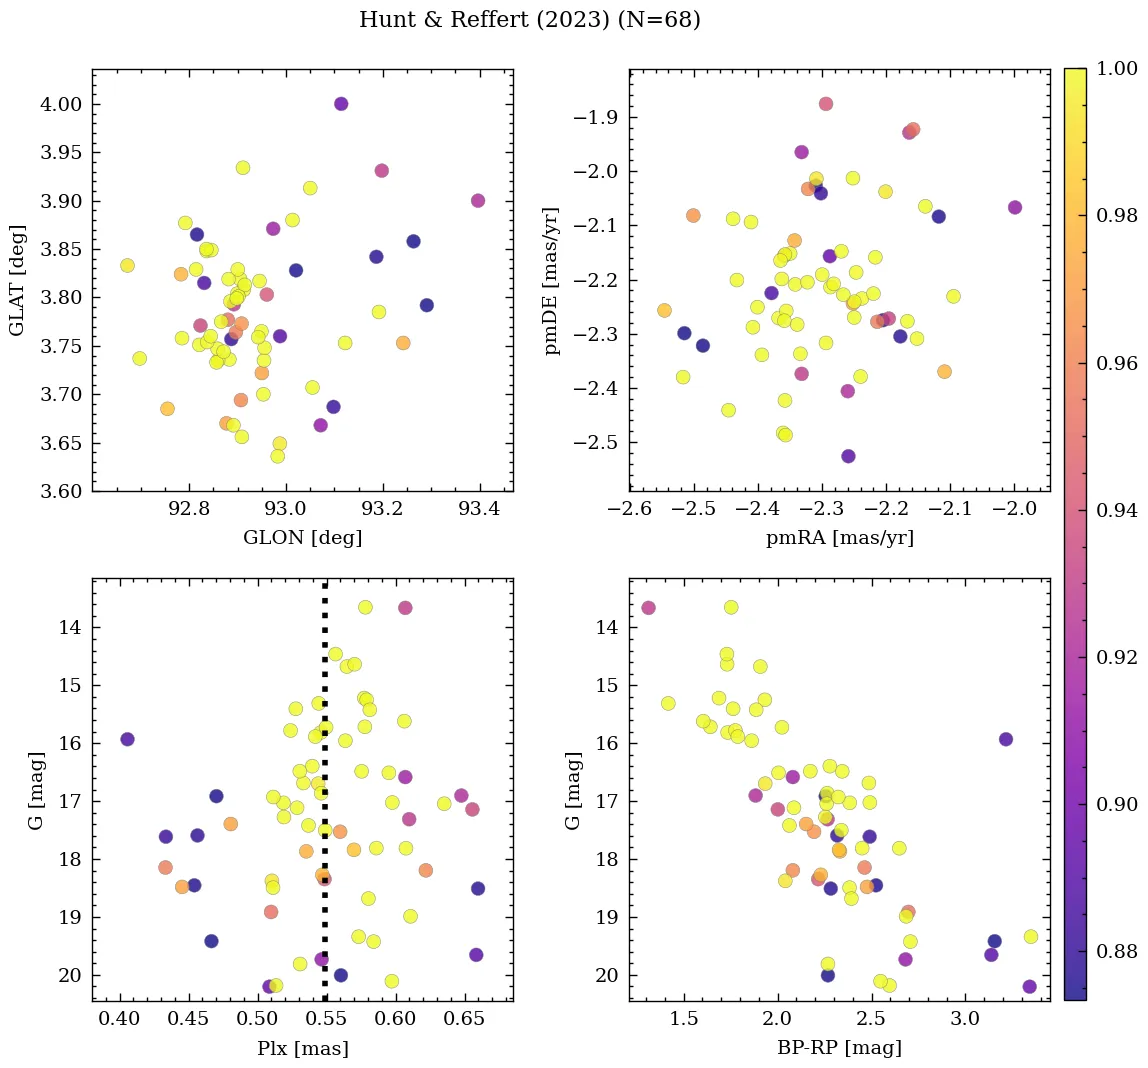 Hunt & Reffert (2023) (N=68)
4.00
3.95
3.90
3.85
3.80
3.75
3.70
3.65
3.60
GLAT [deg]
92.8 93.0 93.2 93.4
GLON [deg]
−1.9
−2.0
−2.1
−2.2
−2.3
−2.4
−2.5
pmDE [mas/yr]
−2.6 −2.5 −2.4 −2.3 −2.2 −2.1 −2.0
pmRA [mas/yr]
14
15
16
17
18
19
20
G [mag]
0.40 0.45 0.50 0.55 0.60 0.65
Plx [mas]
14
15
16
17
18
19
20
G [mag]
1.5 2.0 2.5 3.0
BP-RP [mag]
1.00
0.98
0.96
0.94
0.92
0.90
0.88